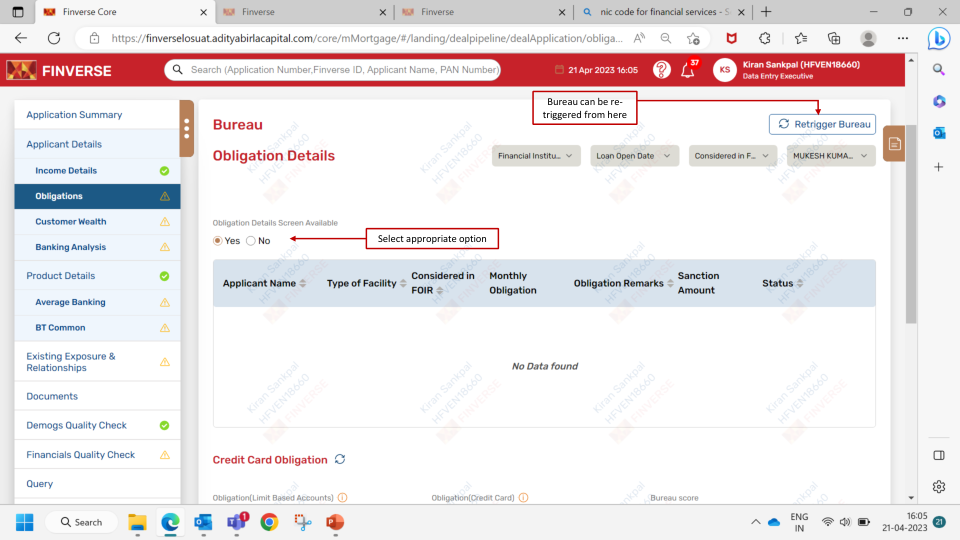 Finverse Core
Finverse
Finverse
nic code for financial services - S
https://finverselosuat.adityabirlacapital.com/core/mMortgage/#/landing/dealpipeline/dealApplication/obliga...
FINVERSE
Search (Application Number,Finverse ID, Applicant Name, PAN Number)
21 Apr 2023 16:05
37
KS
Kiran Sankpal (HFVEN18660)
Data Entry Executive
Application Summary
Applicant Details
Income Details
Obligations
Customer Wealth
Banking Analysis
Product Details
Average Banking
BT Common
Existing Exposure &
Relationships
Documents
Demogs Quality Check
Financials Quality Check
Query
Bureau
Bureau can be re-
triggered from here
Retrigger Bureau
Obligation Details
Financial Institu...
Loan Open Date
Considered in F...
MUKESH KUMA...
Obligation Details Screen Available
Yes
No
Select appropriate option
Applicant Name
Type of Facility
Considered in
FOIR
Monthly
Obligation
Obligation Remarks
Sanction
Amount
Status
No Data found
Credit Card Obligation
Obligation(Limit Based Accounts)
Obligation(Credit Card)
Bureau score
Kiran Sankpal
HFVEN18660
FINVERSE
Search
9
ENG
IN
16:05
21-04-2023
21